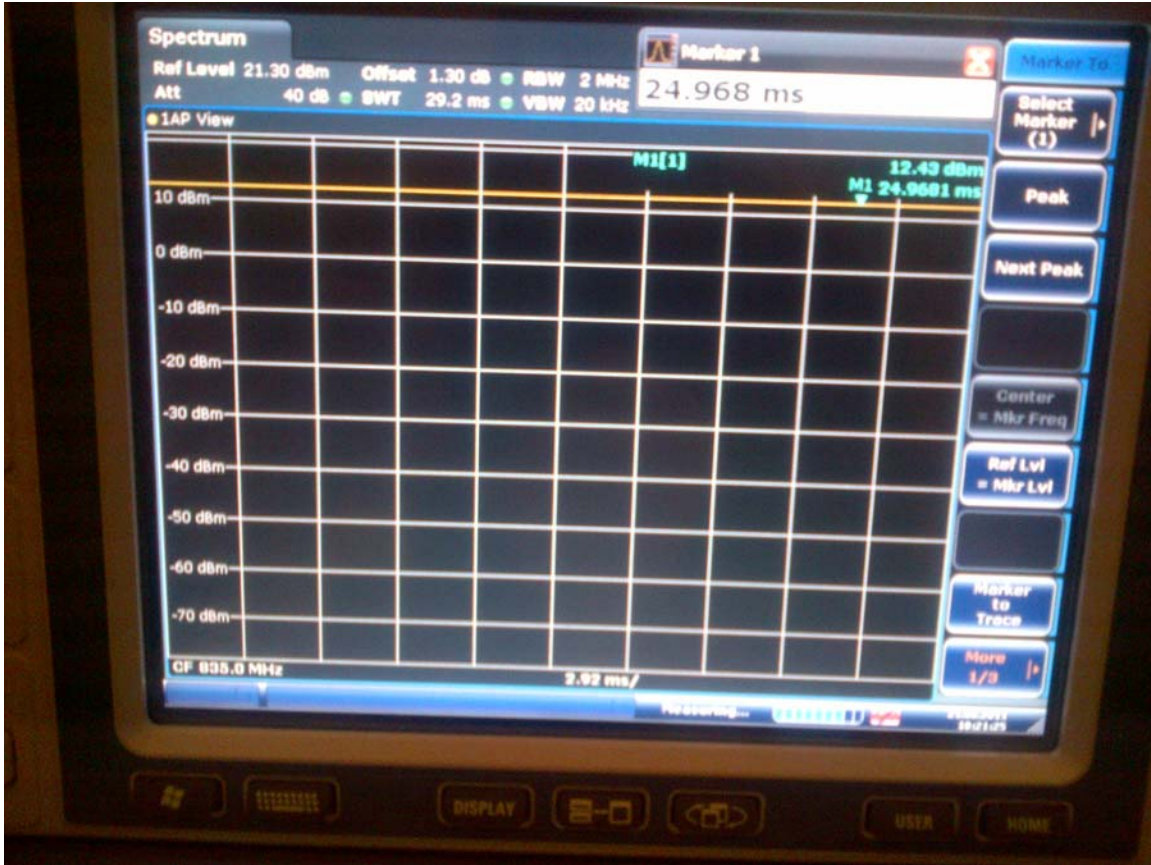 Spectrum
Ref Level 21.30 dBm Offset 1.30 dB RBW 2 MHz
Att 40 dB SWT 29.2 ms VBW 20 kHz
1AP View
Marker 1
24.968 ms
M1[1] 12.43 dBm
M1 24.9681 ms
10 dBm
0 dBm
-10 dBm
-20 dBm
-30 dBm
-40 dBm
-50 dBm
-60 dBm
-70 dBm
CF 835.0 MHz 2.92 ms/
Measuring...
10:21:25
Marker To
Select
Marker
(1)
Peak
Next Peak
Center
= Mkr Freq
Ref Lvl
= Mkr Lvl
Marker
to
Trace
More
1/3
DISPLAY
USER
HOME